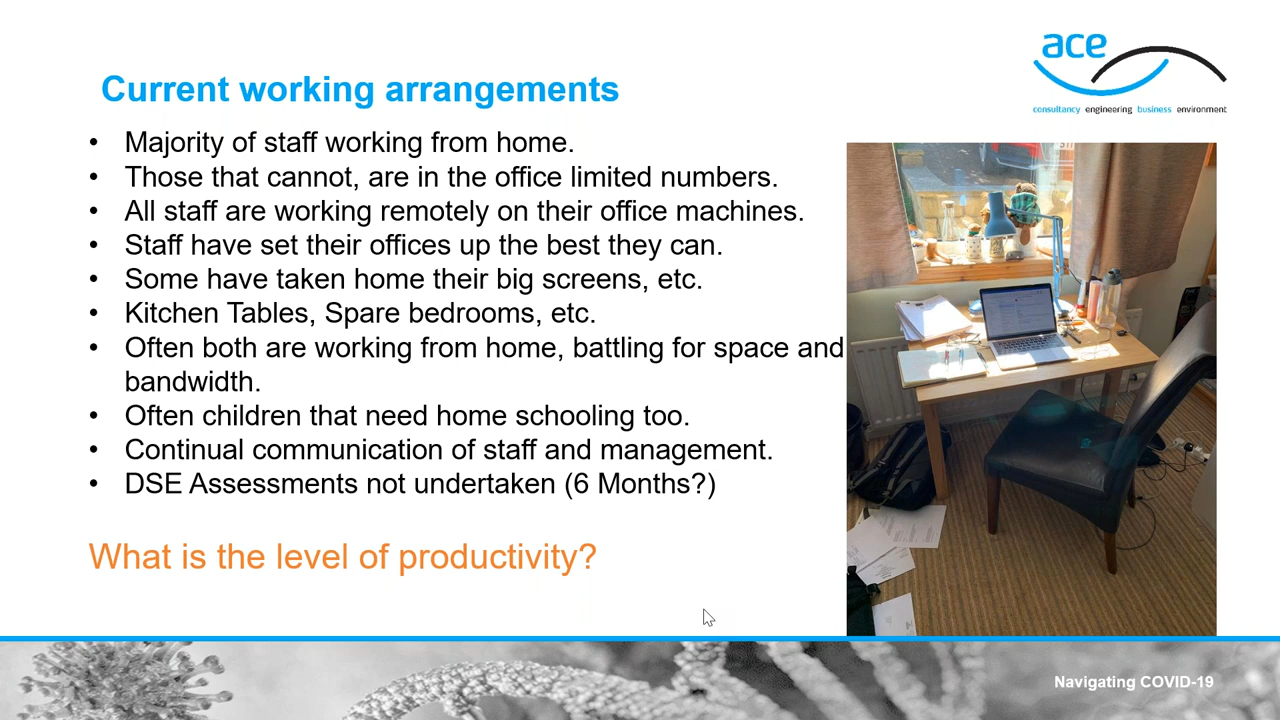 ace
consultancy engineering business environment
Current working arrangements
• Majority of staff working from home.
• Those that cannot, are in the office limited numbers.
• All staff are working remotely on their office machines.
• Staff have set their offices up the best they can.
• Some have taken home their big screens, etc.
• Kitchen Tables, Spare bedrooms, etc.
• Often both are working from home, battling for space and
bandwidth.
• Often children that need home schooling too.
• Continual communication of staff and management.
• DSE Assessments not undertaken (6 Months?)
What is the level of productivity?
Navigating COVID-19